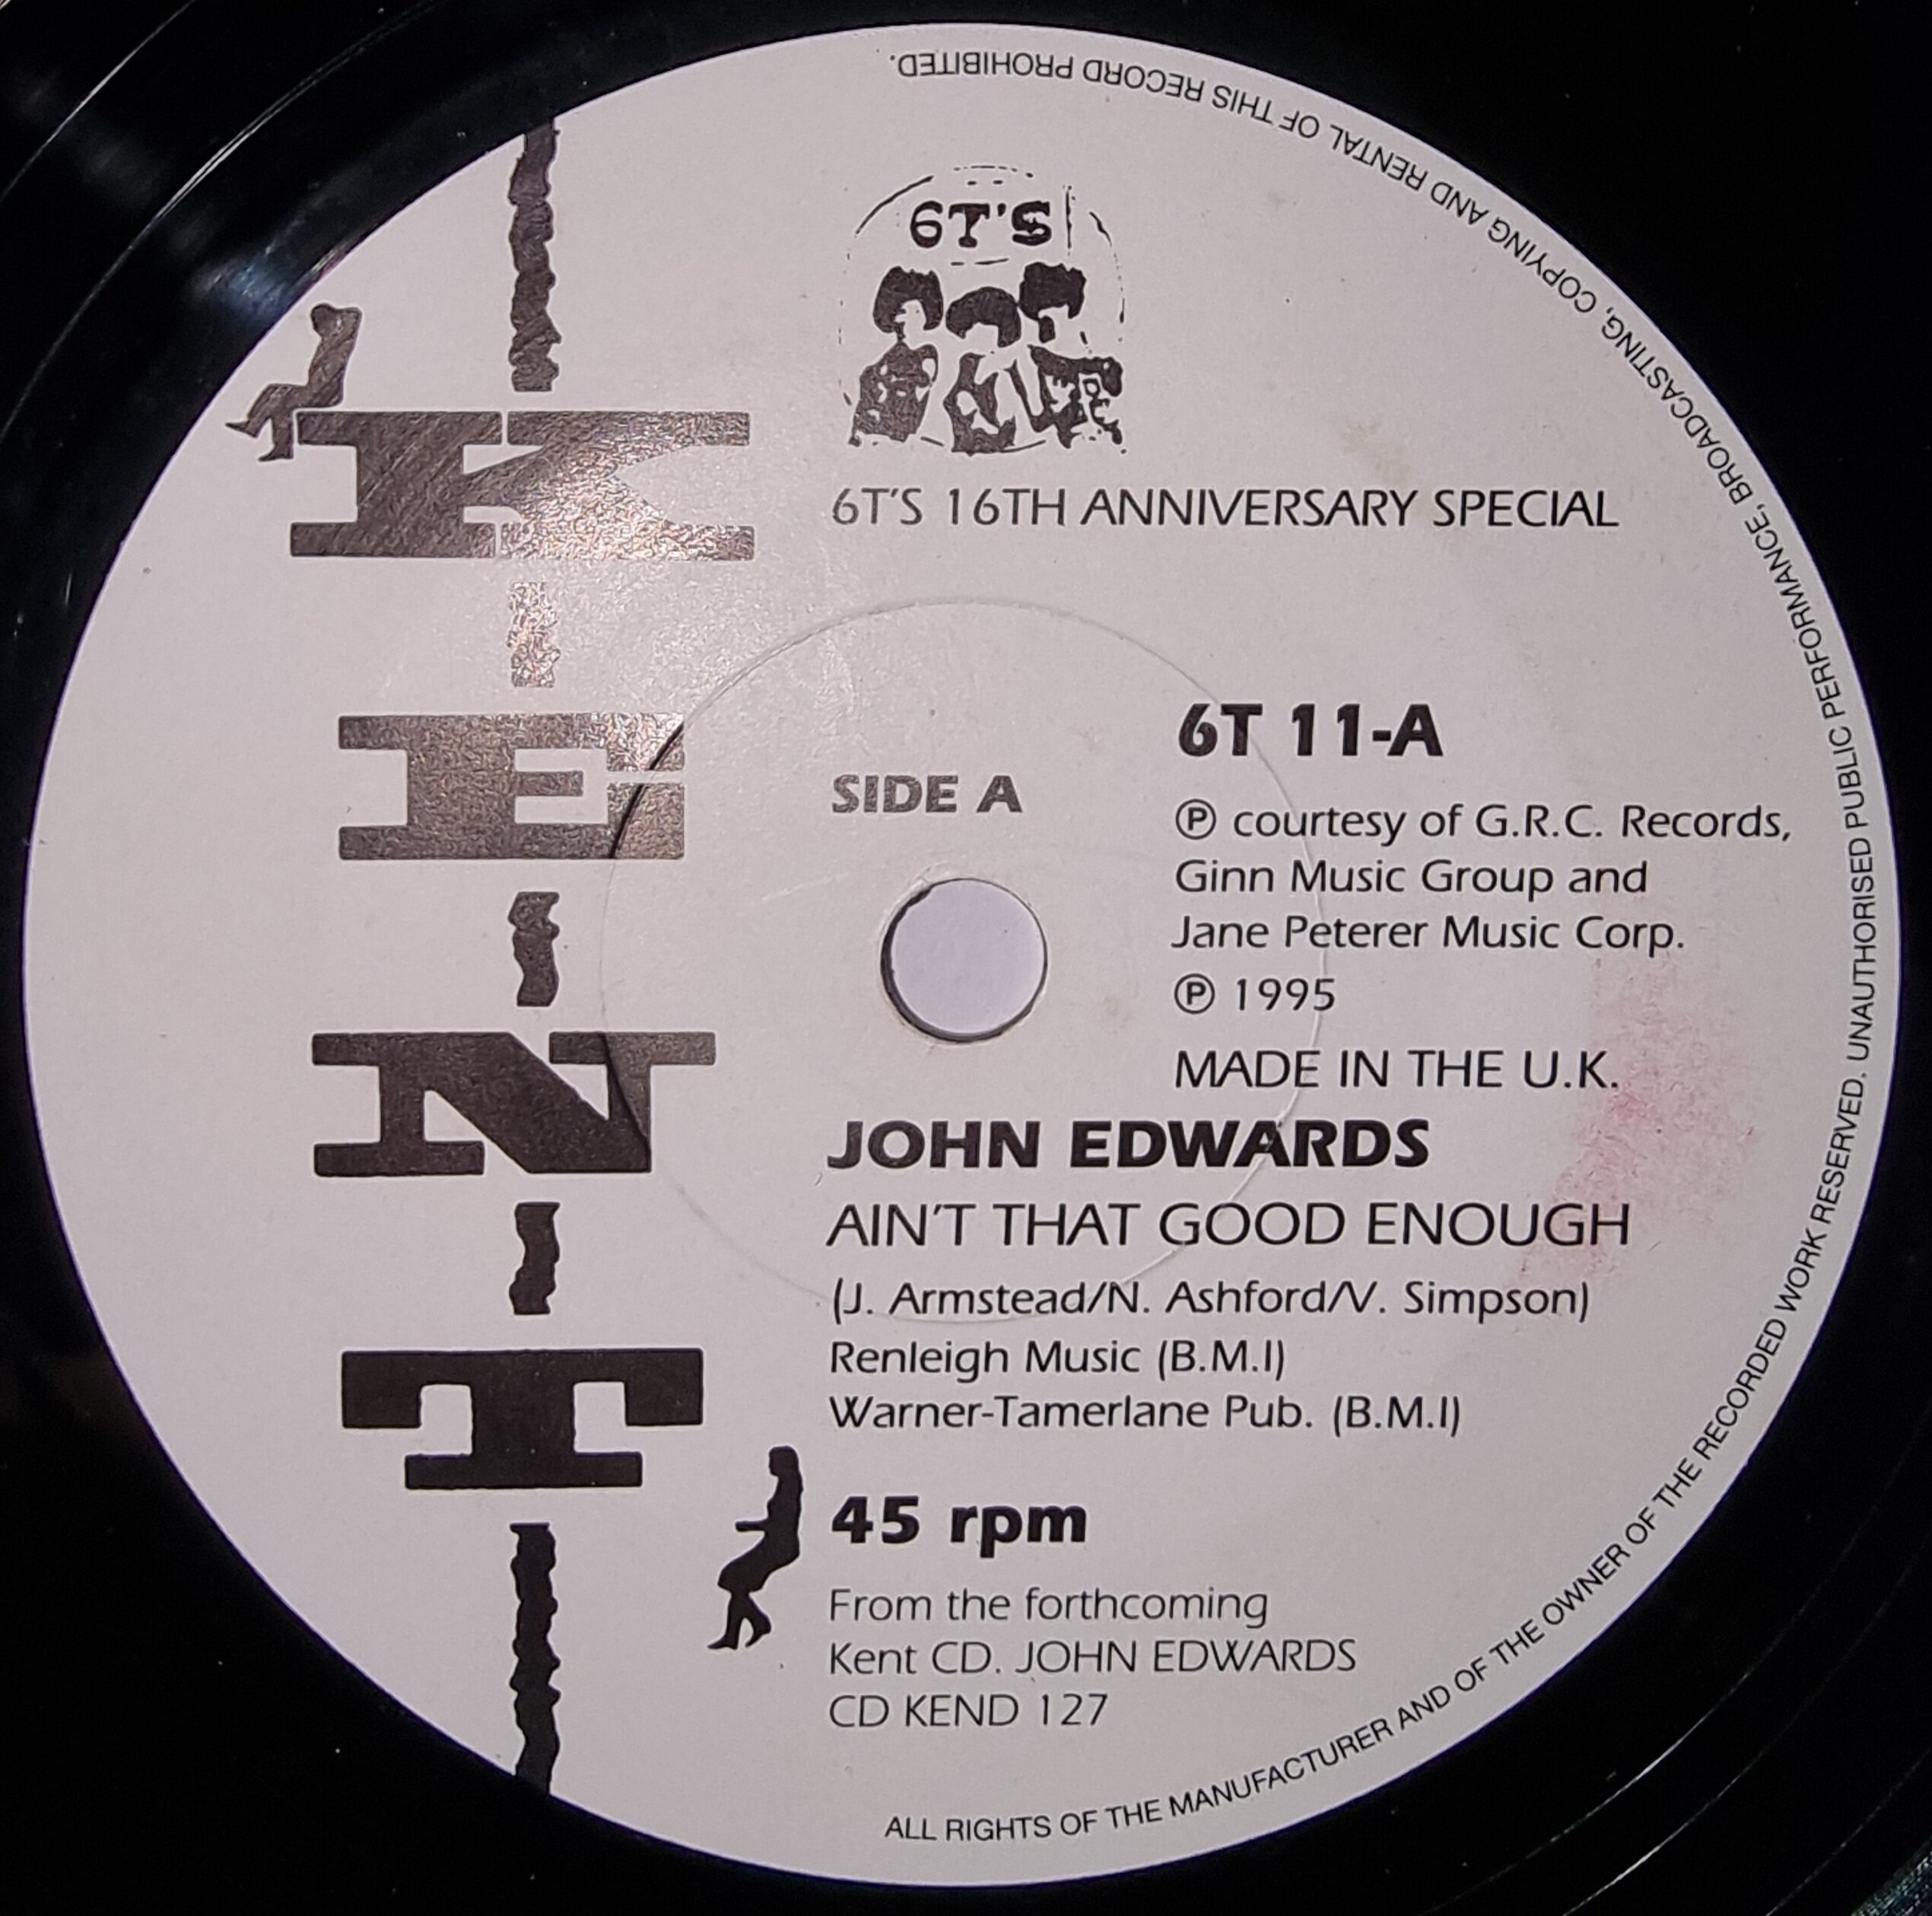 6T'S
6T'S 16TH ANNIVERSARY SPECIAL
KENT
SIDE A
6T 11-A
℗ courtesy of G.R.C. Records,
Ginn Music Group and
Jane Peterer Music Corp.
℗ 1995
MADE IN THE U.K.
JOHN EDWARDS
AIN'T THAT GOOD ENOUGH
(J. Armstead/N. Ashford/V. Simpson)
Renleigh Music (B.M.I)
Warner-Tamerlane Pub. (B.M.I)
45 rpm
From the forthcoming
Kent CD. JOHN EDWARDS
CD KEND 127
ALL RIGHTS OF THE MANUFACTURER AND OF THE OWNER OF THE RECORDED WORK RESERVED. UNAUTHORISED PUBLIC PERFORMANCE, BROADCASTING, COPYING AND RENTAL OF THIS RECORD PROHIBITED.